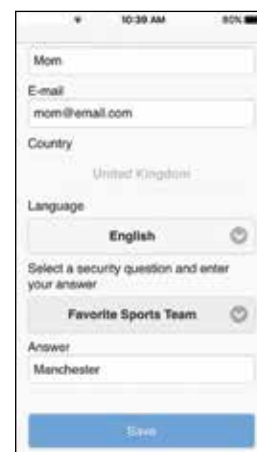 10:39 AM 80%
Mom
E-mail
mom@email.com
Country
United Kingdom
Language
English
Select a security question and enter
your answer
Favorite Sports Team
Answer
Manchester
Save